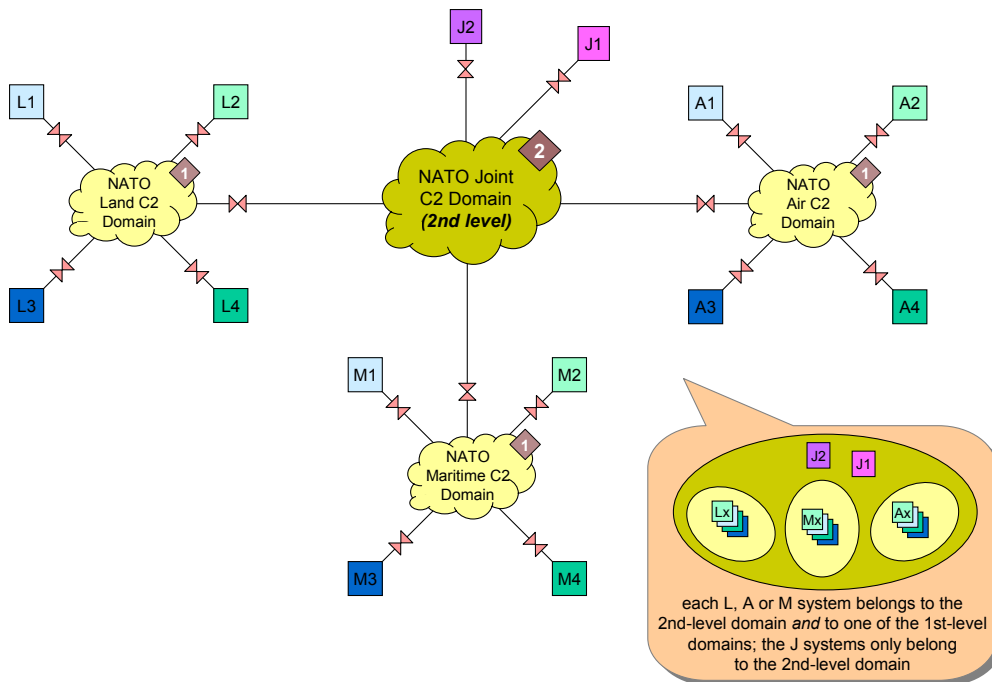 J2
J1
L1
L2
A1
A2
2
1
1
NATO
Land C2
Domain
NATO Joint
C2 Domain
(2nd level)
NATO
Air C2
Domain
L3
L4
A3
A4
M1
M2
1
NATO
Maritime C2
Domain
M3
M4
J2
J1
Lx
Mx
Ax
each L, A or M system belongs to the
2nd-level domain and to one of the 1st-level
domains; the J systems only belong
to the 2nd-level domain